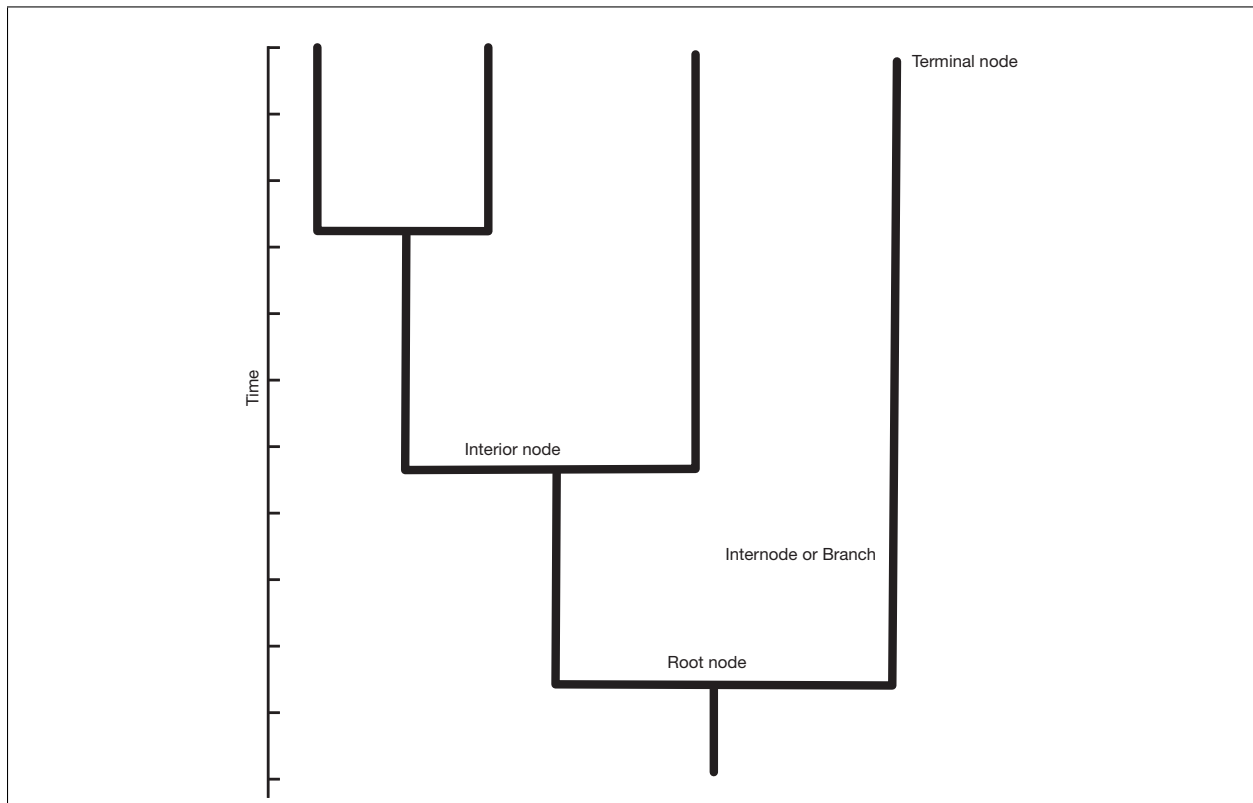 Terminal node
Time
Interior node
Internode or Branch
Root node